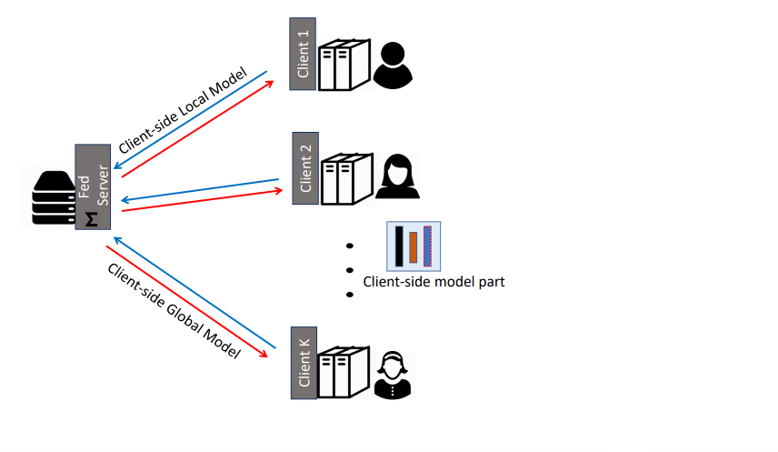 Client 1
Client-side Local Model
Client 2
Fed
Server
Σ
Client-side model part
Client-side Global Model
Client K